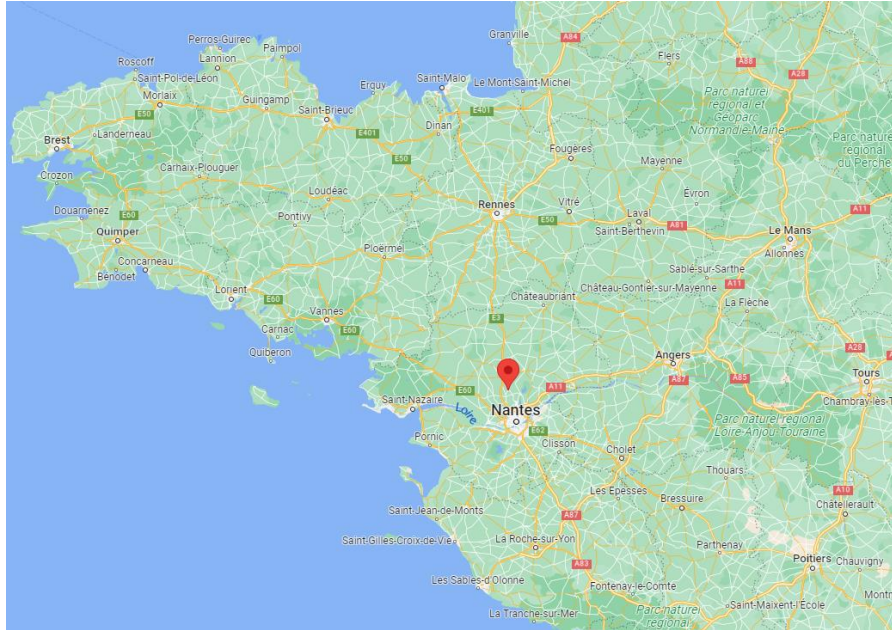 Granville
A84
Flers
A88
A28
Perros-Guirec
Lannion
Paimpol
Roscoff
Saint-Pol-de-Léon
Morlaix
Guingamp
Saint-Brieuc
Erquy
Saint-Malo
Le Mont-Saint-Michel
E401
Parc naturel
régional et
Géoparc
Normandie-Maine
E50
Landerneau
Brest
E401
Dinan
E50
Fougères
Mayenne
Parc nature
régional
du Perche
Crozon
Carhaix-Plouguer
Loudéac
Rennes
Vitré
Évron
Douarnenez
E60
Pontivy
E50
Laval
Saint-Berthevin
A81
A11
Le Mans
Allonnes
Quimper
Ploërmel
Concarneau
Bénodet
Sablé-sur-Sarthe
A11
Lorient
E60
Château-Gontier-sur-Mayenne
Châteaubriant
La Flèche
Vannes
E60
E3
Carnac
Quiberon
Angers
A28
A85
Tours
E60
A11
A87
Saint-Nazaire
Loire
Nantes
Chambray-lès-T
Parc naturel régional
Loire-Anjou-Touraine
Pornic
E62
Clisson
Cholet
Thouars
Les Epesses
Bressuire
A10
Châtellerault
Saint-Jean-de-Monts
A87
Saint-Gilles-Croix-de-Vie
La Roche-sur-Yon
Parthenay
A83
Poitiers
Chauvigny
Les Sables-d'Olonne
Fontenay-le-Comte
Montm
La Tranche-sur-Mer
Parc naturel
régional
Saint-Maixent-l'École